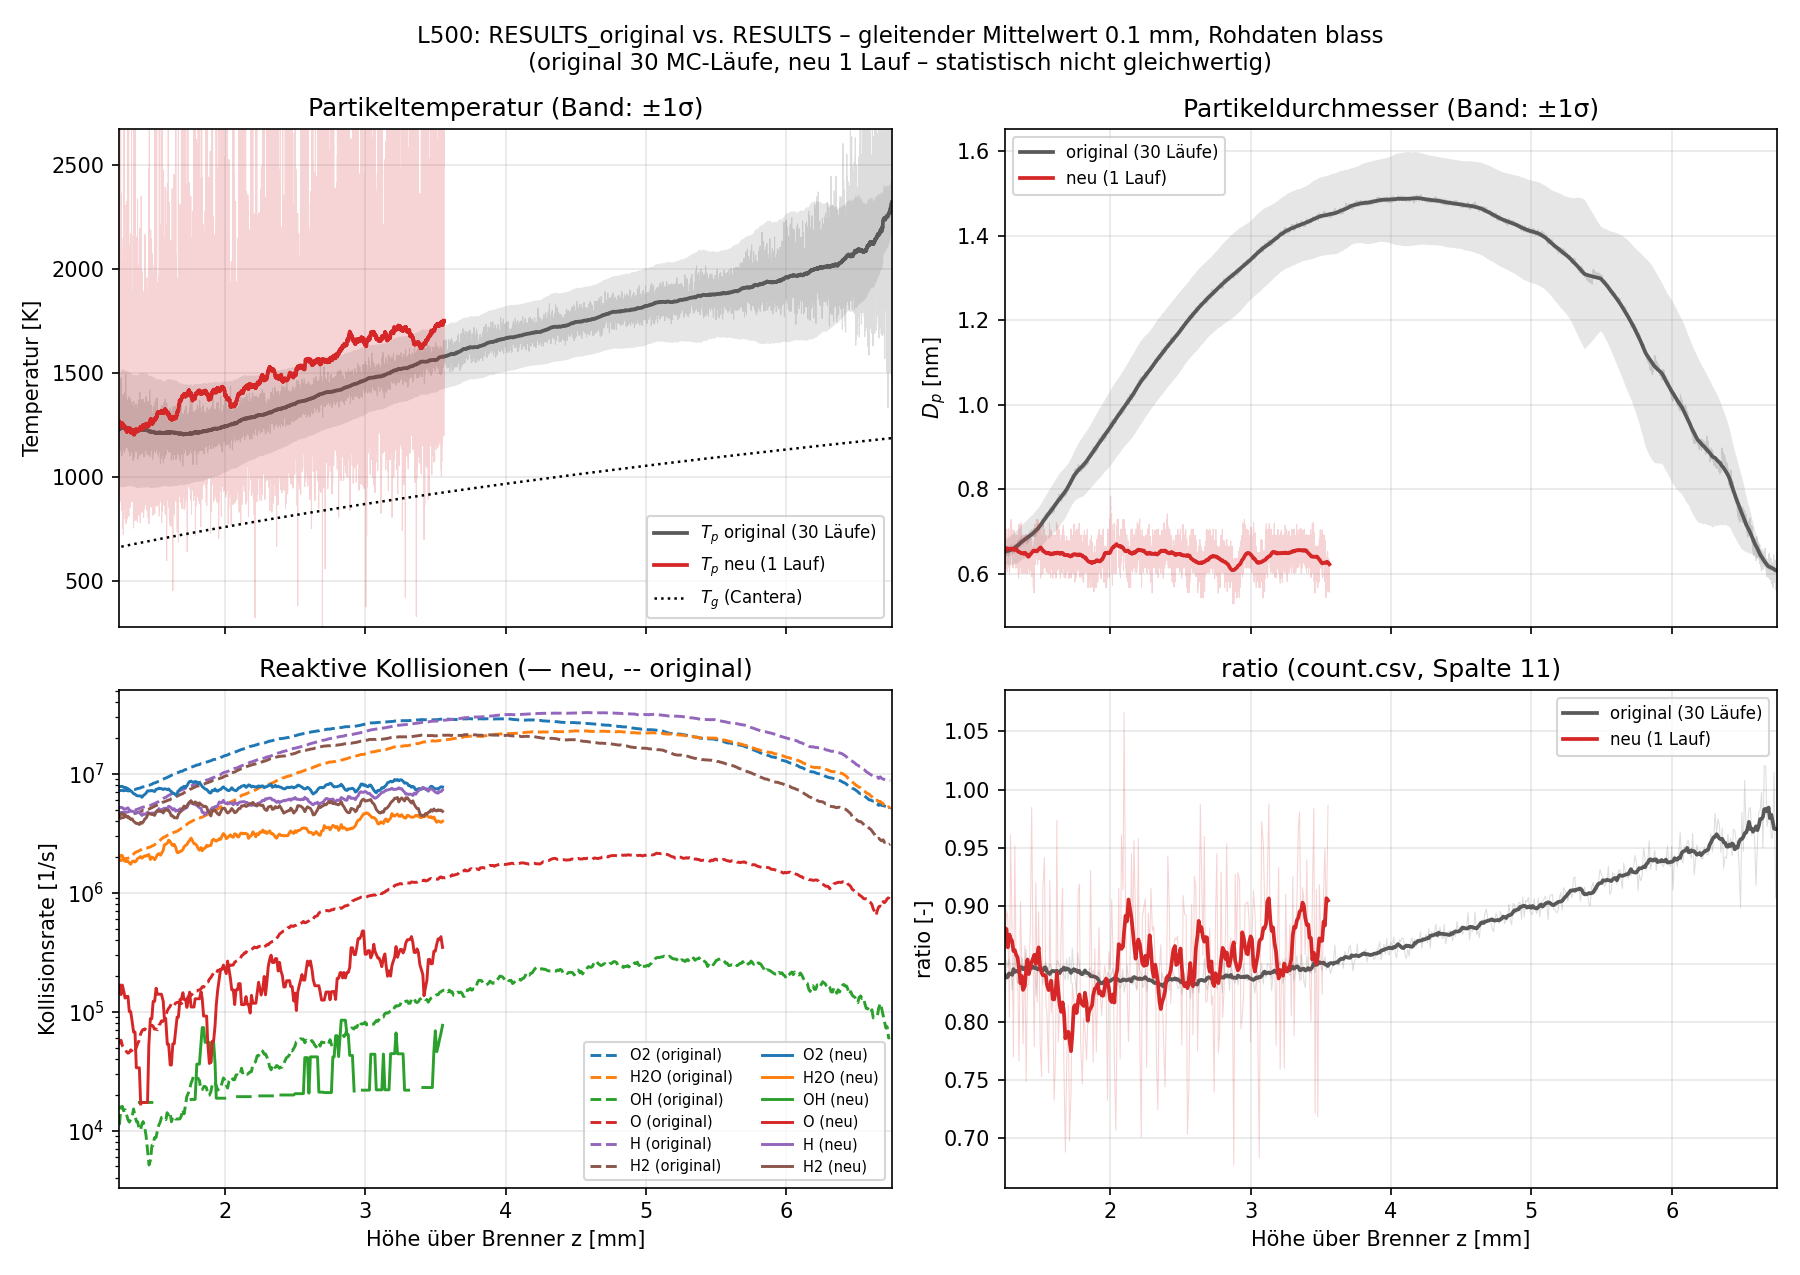 L500: RESULTS_original vs. RESULTS – gleitender Mittelwert 0.1 mm, Rohdaten blass
(original 30 MC-Läufe, neu 1 Lauf – statistisch nicht gleichwertig)
Partikeltemperatur (Band: ±1σ)
Temperatur [K]
2500
2000
1500
1000
500
T_p original (30 Läufe)
T_p neu (1 Lauf)
T_g (Cantera)
Partikeldurchmesser (Band: ±1σ)
D_p [nm]
1.6
1.4
1.2
1.0
0.8
0.6
original (30 Läufe)
neu (1 Lauf)
Reaktive Kollisionen (— neu, -- original)
Kollisionsrate [1/s]
10^7
10^6
10^5
10^4
O2 (original)
H2O (original)
OH (original)
O (original)
H (original)
H2 (original)
O2 (neu)
H2O (neu)
OH (neu)
O (neu)
H (neu)
H2 (neu)
2 3 4 5 6
Höhe über Brenner z [mm]
ratio (count.csv, Spalte 11)
ratio [-]
1.05
1.00
0.95
0.90
0.85
0.80
0.75
0.70
original (30 Läufe)
neu (1 Lauf)
2 3 4 5 6
Höhe über Brenner z [mm]